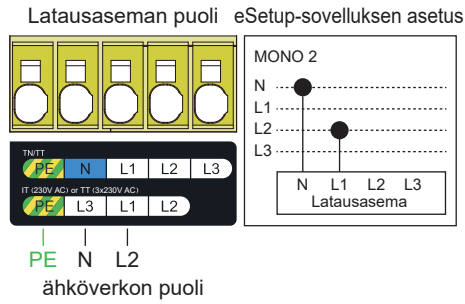 Latausaseman puoli
eSetup-sovelluksen asetus
MONO 2
N
L1
L2
L3
N L1 L2 L3
Latausasema
TN/TT
PE N L1 L2 L3
IT (230V AC) or TT (3x230V AC)
PE L3 L1 L2
PE N L2
ähköverkon puoli